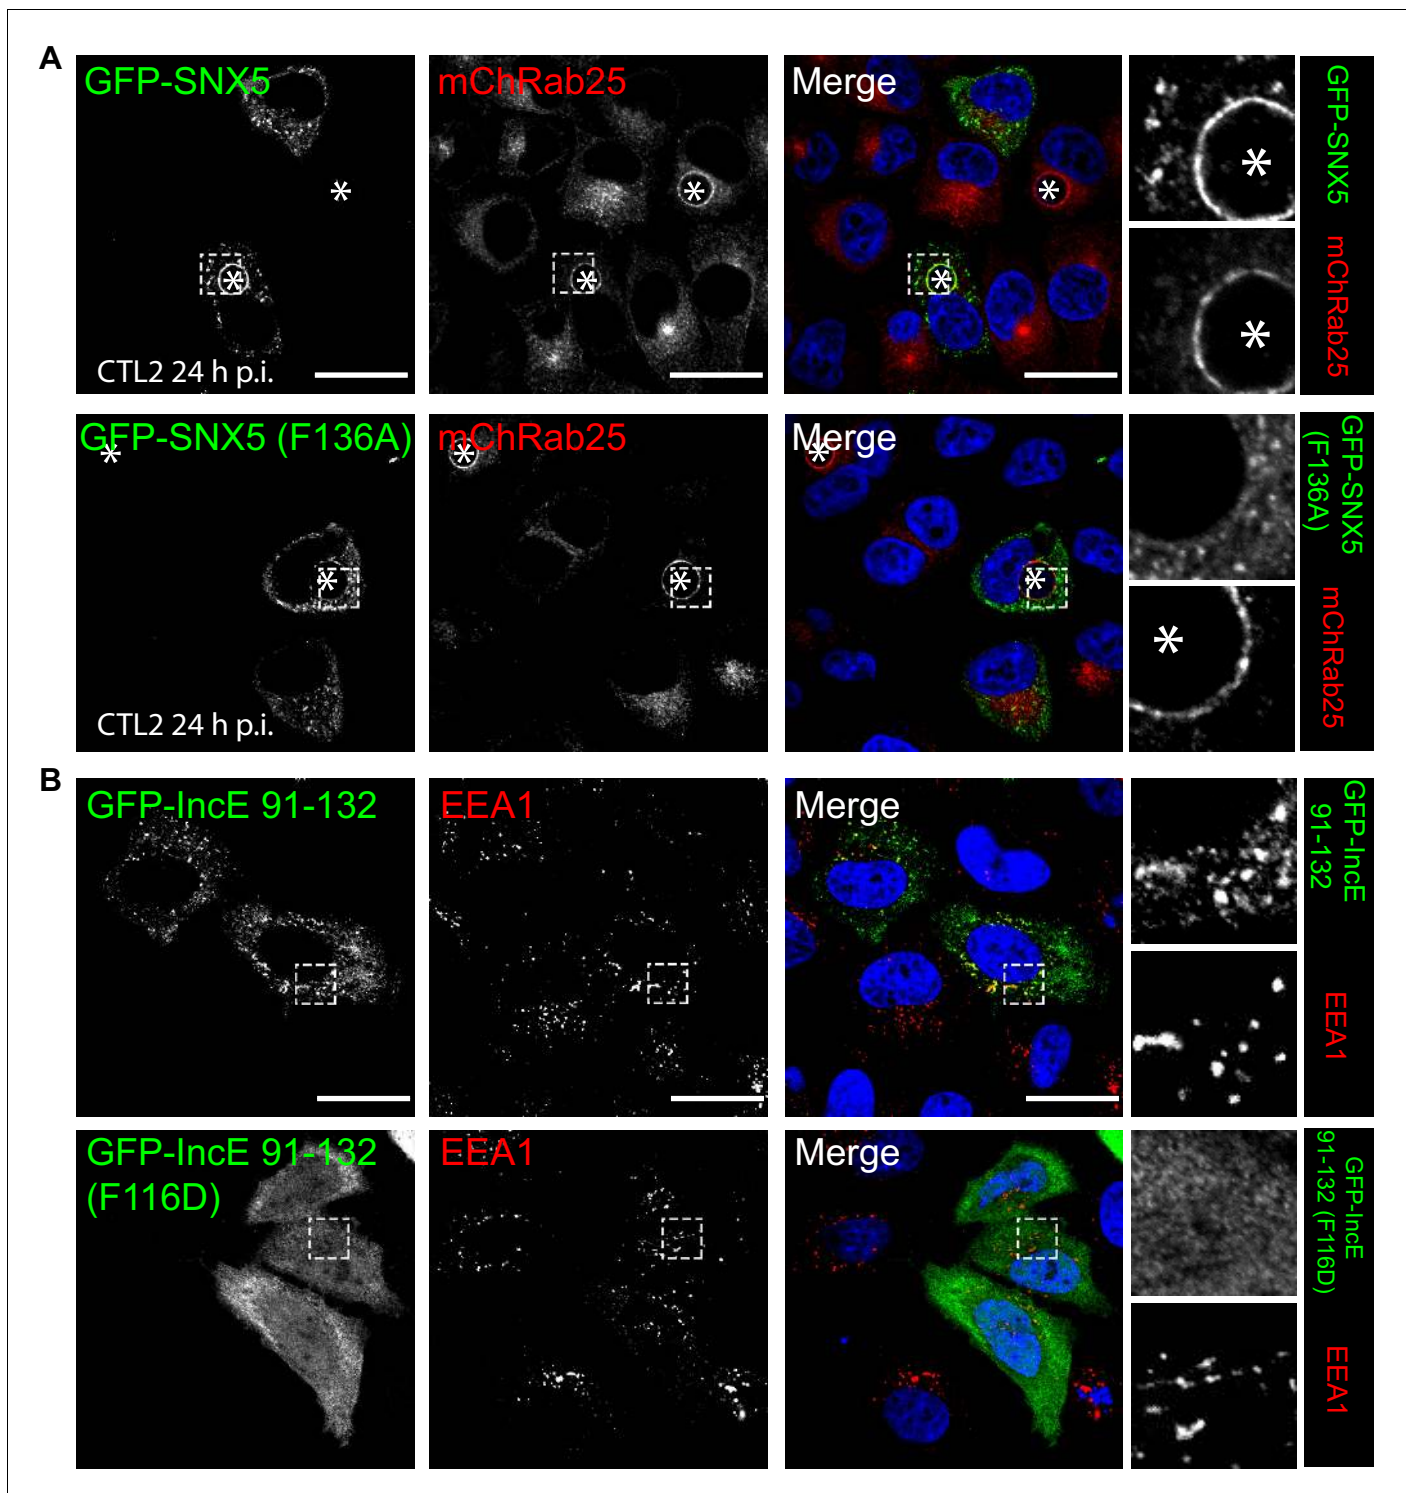 A
GFP-SNX5
mChRab25
Merge
GFP-SNX5
mChRab25
*
*
*
*
*
*
*
*
CTL2 24 h p.i.
GFP-SNX5 (F136A)
mChRab25
Merge
GFP-SNX5
(F136A)
mChRab25
*
*
*
*
*
*
*
CTL2 24 h p.i.
B
GFP-IncE 91-132
EEA1
Merge
GFP-IncE
91-132
EEA1
GFP-IncE 91-132
(F116D)
EEA1
Merge
GFP-IncE
91-132 (F116D)
EEA1